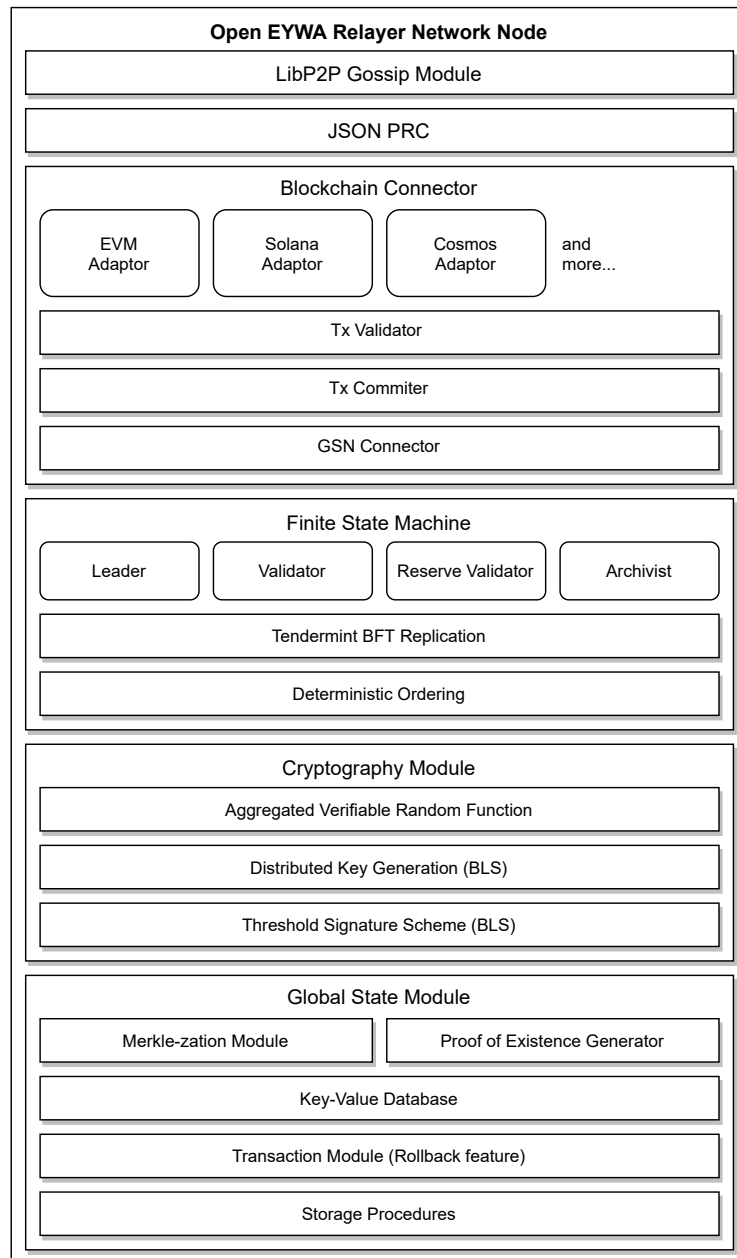 Open EYWA Relayer Network Node
LibP2P Gossip Module
JSON PRC
Blockchain Connector
EVM
Adaptor
Solana
Adaptor
Cosmos
Adaptor
and
more...
Tx Validator
Tx Commiter
GSN Connector
Finite State Machine
Leader
Validator
Reserve Validator
Archivist
Tendermint BFT Replication
Deterministic Ordering
Cryptography Module
Aggregated Verifiable Random Function
Distributed Key Generation (BLS)
Threshold Signature Scheme (BLS)
Global State Module
Merkle-zation Module
Proof of Existence Generator
Key-Value Database
Transaction Module (Rollback feature)
Storage Procedures